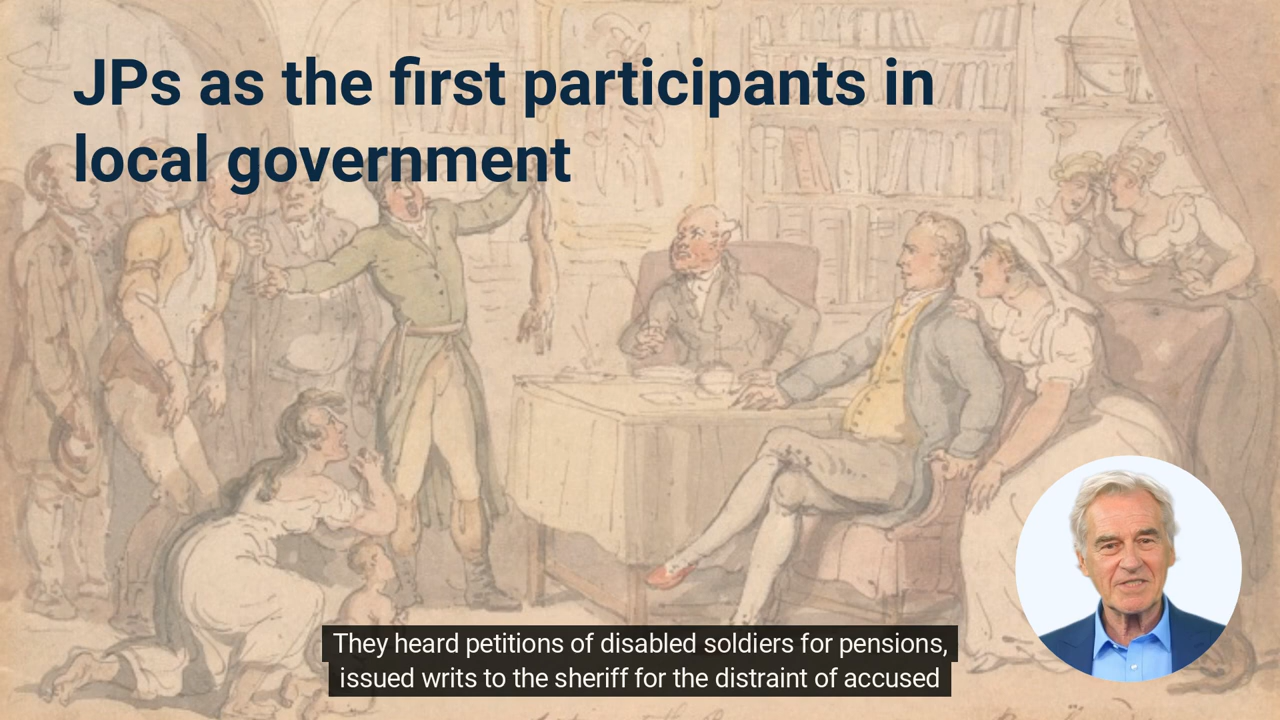 JPs as the first participants in
local government
They heard petitions of disabled soldiers for pensions,
issued writs to the sheriff for the distraint of accused